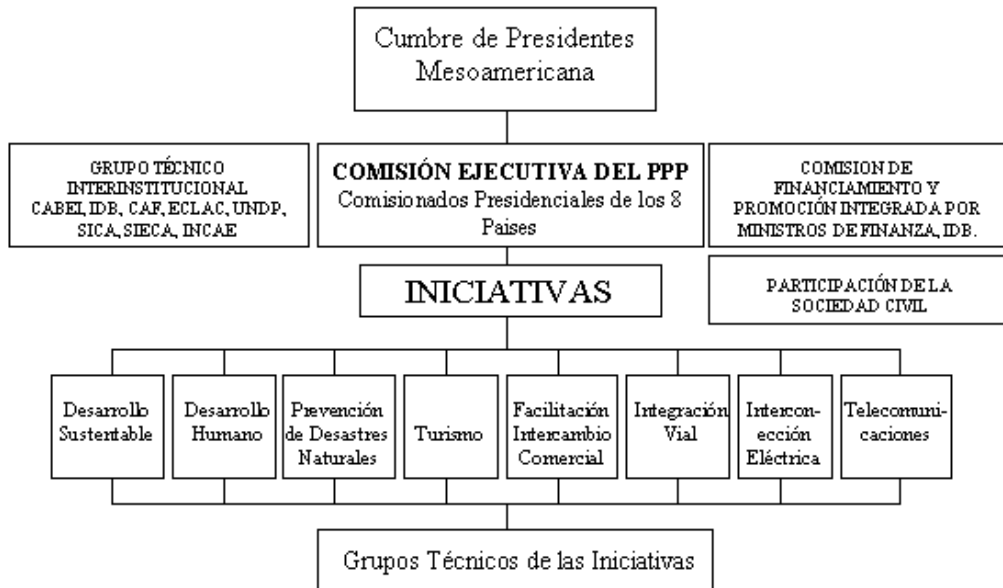 Cumbre de Presidentes
Mesoamericana
GRUPO TÉCNICO
INTERINSTITUCIONAL
CABEI, IDB, CAF, ECLAC, UNDP,
SICA, SIECA, INCAE
COMISIÓN EJECUTIVA DEL PPP
Comisionados Presidenciales de los 8
Paises
COMISION DE
FINANCIAMIENTO Y
PROMOCIÓN INTEGRADA POR
MINISTROS DE FINANZA, IDB.
INICIATIVAS
PARTICIPACIÓN DE LA
SOCIEDAD CIVIL
Desarrollo
Sustentable
Desarrollo
Humano
Prevención
de Desastres
Naturales
Turismo
Facilitación
Intercambio
Comercial
Integración
Vial
Intercon-
ección
Eléctrica
Telecomuni-
caciones
Grupos Técnicos de las Iniciativas